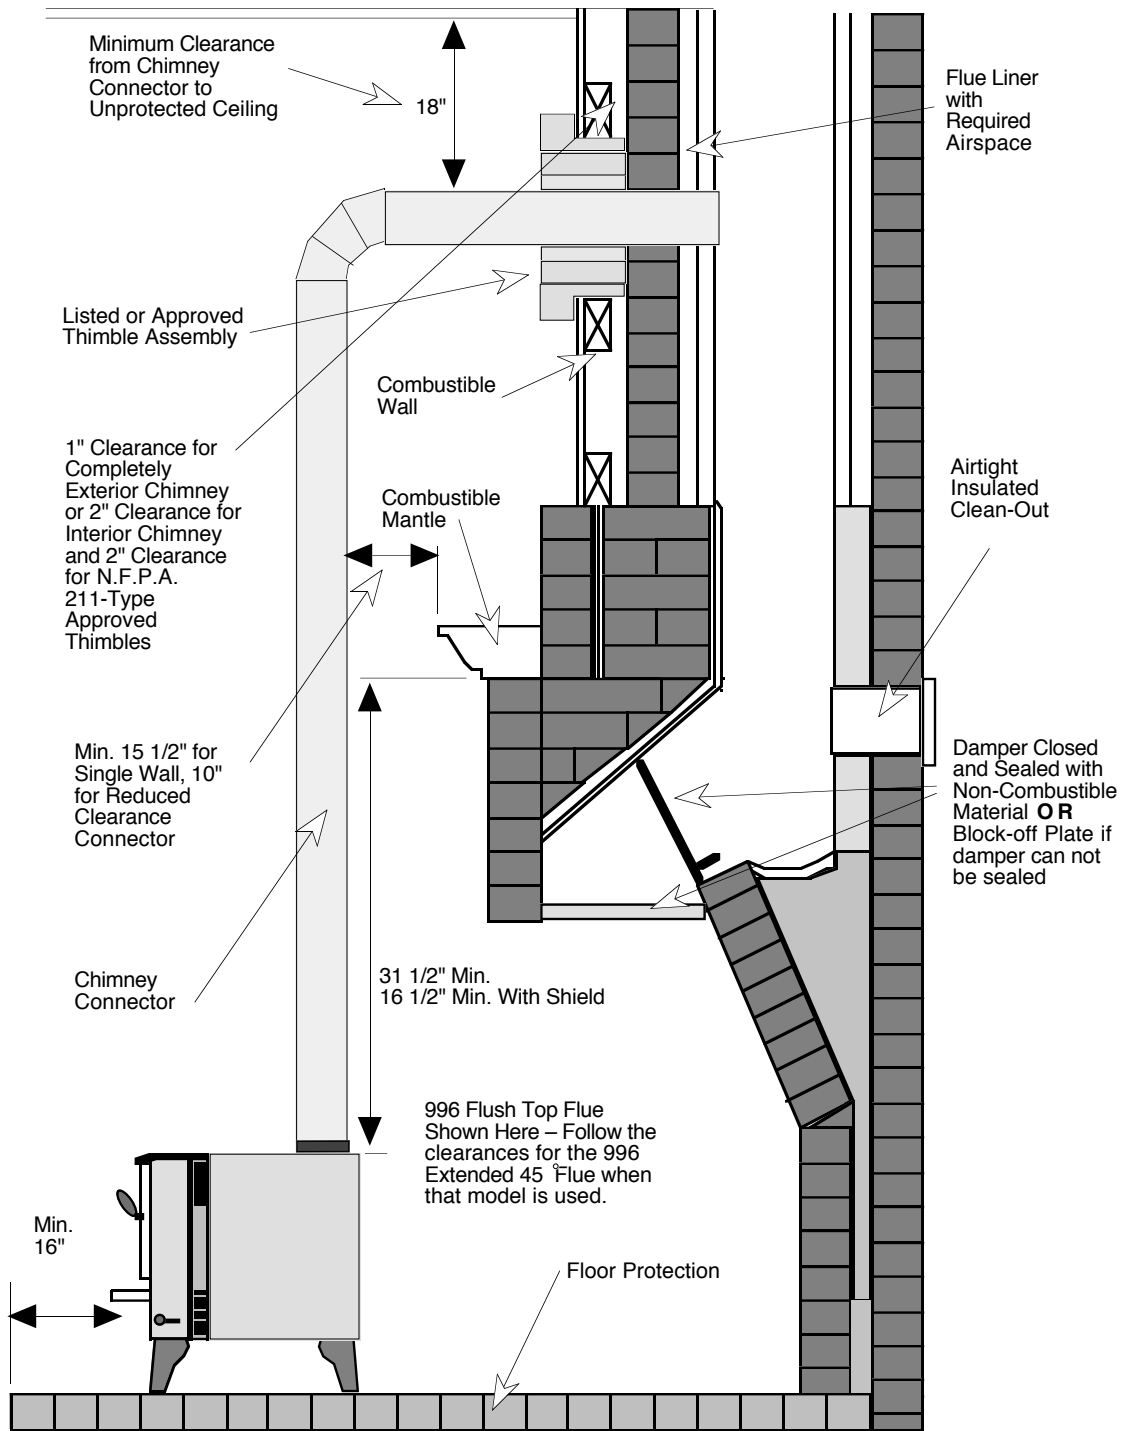 Minimum Clearance
from Chimney
Connector to
Unprotected Ceiling
18"
Flue Liner
with
Required
Airspace
Listed or Approved
Thimble Assembly
Combustible
Wall
1" Clearance for
Completely
Exterior Chimney
or 2" Clearance for
Interior Chimney
and 2" Clearance
for N.F.P.A.
211-Type
Approved
Thimbles
Combustible
Mantle
Airtight
Insulated
Clean-Out
Min. 15 1/2" for
Single Wall, 10"
for Reduced
Clearance
Connector
Damper Closed
and Sealed with
Non-Combustible
Material OR
Block-off Plate if
damper can not
be sealed
Chimney
Connector
31 1/2" Min.
16 1/2" Min. With Shield
996 Flush Top Flue
Shown Here – Follow the
clearances for the 996
Extended 45° Flue when
that model is used.
Min.
16"
Floor Protection